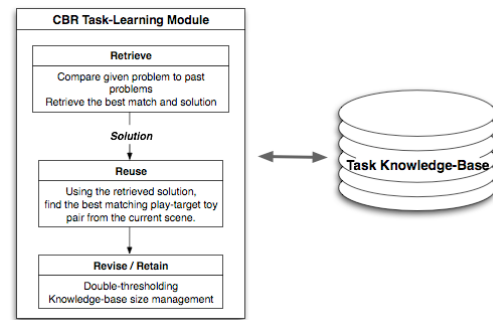 CBR Task-Learning Module
Retrieve
Compare given problem to past
problems
Retrieve the best match and solution
Solution
Reuse
Using the retrieved solution,
find the best matching play-target toy
pair from the current scene.
Revise / Retain
Double-thresholding
Knowledge-base size management
Task Knowledge-Base